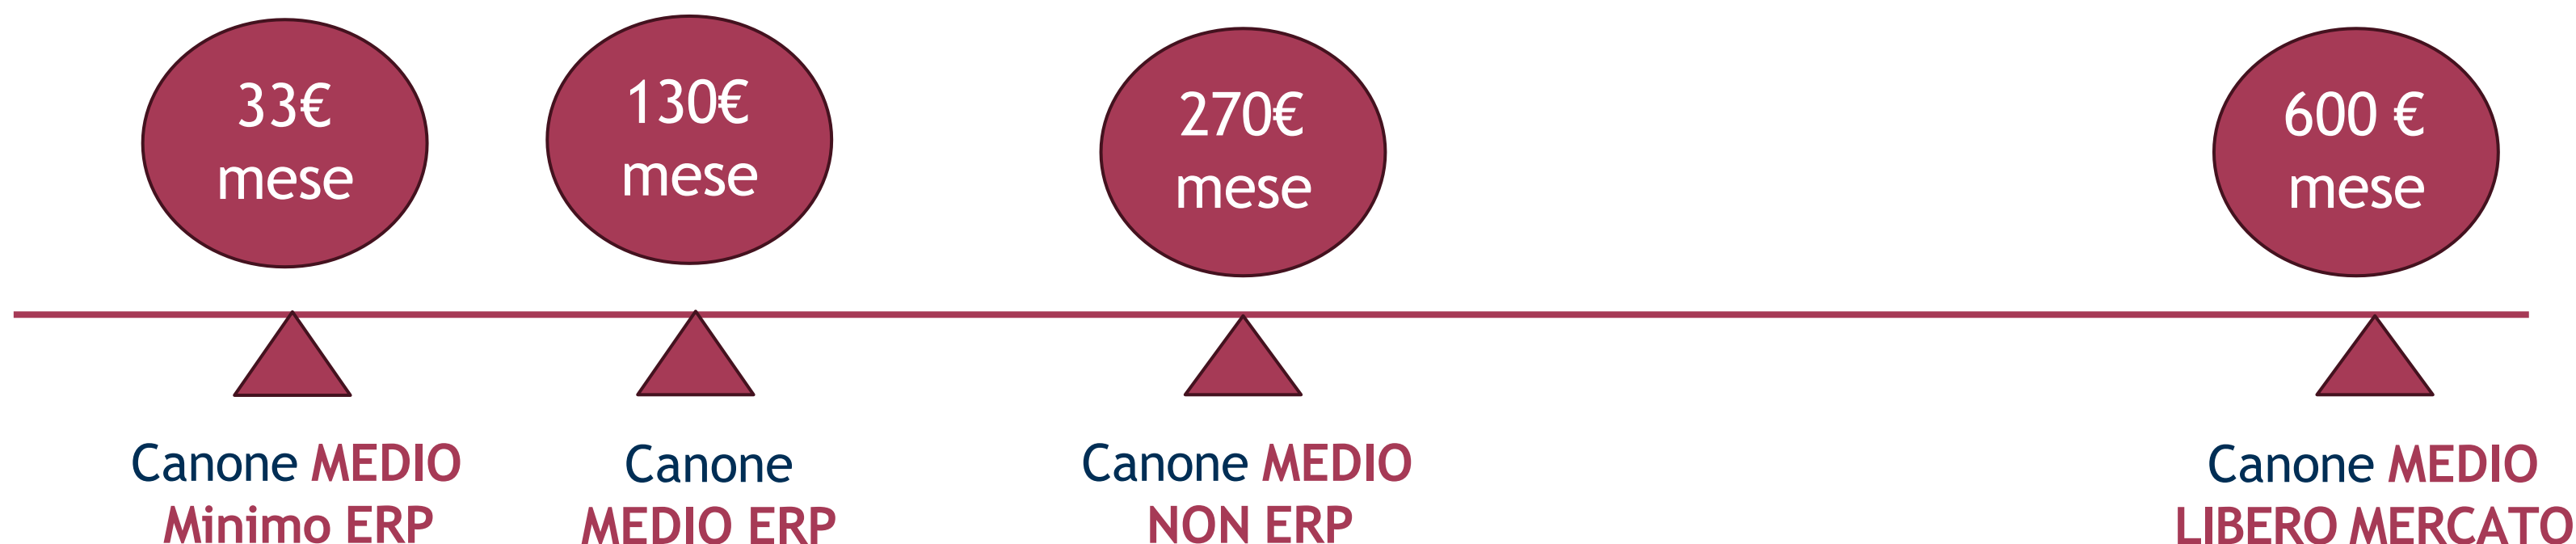 33€
mese
130€
mese
270€
mese
600 €
mese
Canone MEDIO
Minimo ERP
Canone
MEDIO ERP
Canone MEDIO
NON ERP
Canone MEDIO
LIBERO MERCATO